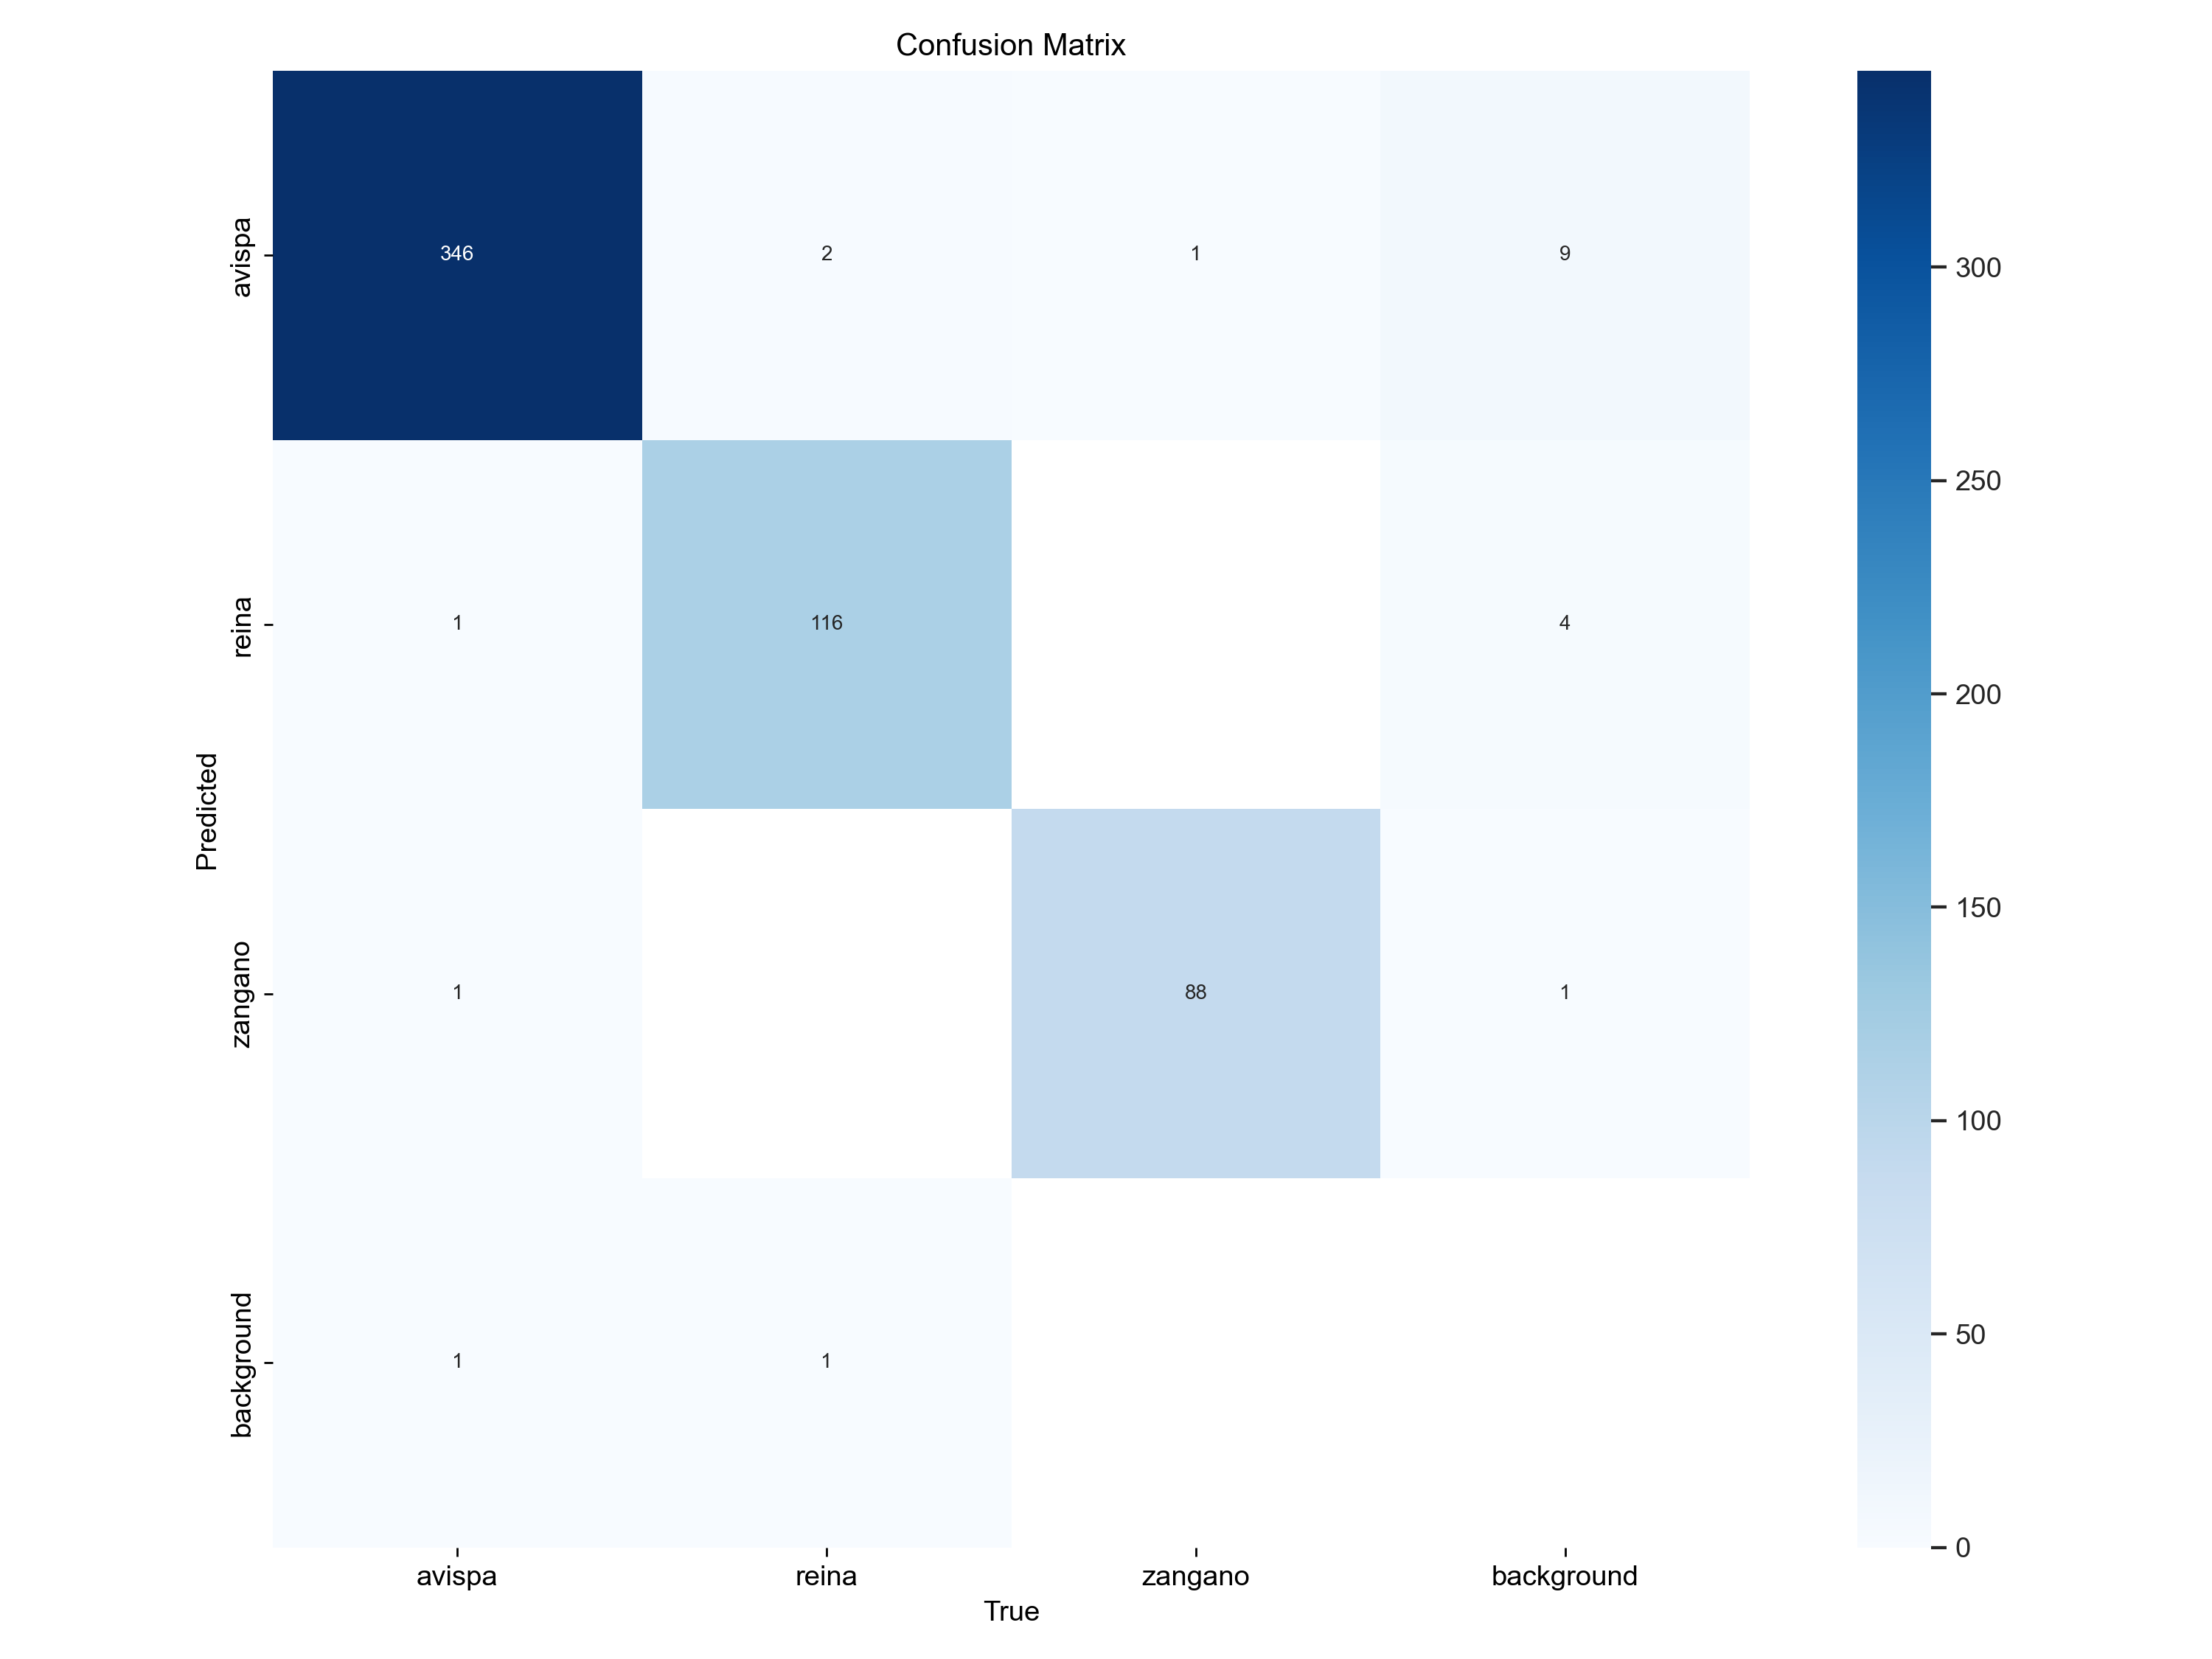 Confusion Matrix
avispa
346
2
1
9
300
250
reina
1
116
4
200
Predicted
150
zangano
1
88
1
100
50
background
1
1
0
avispa
reina
zangano
background
True